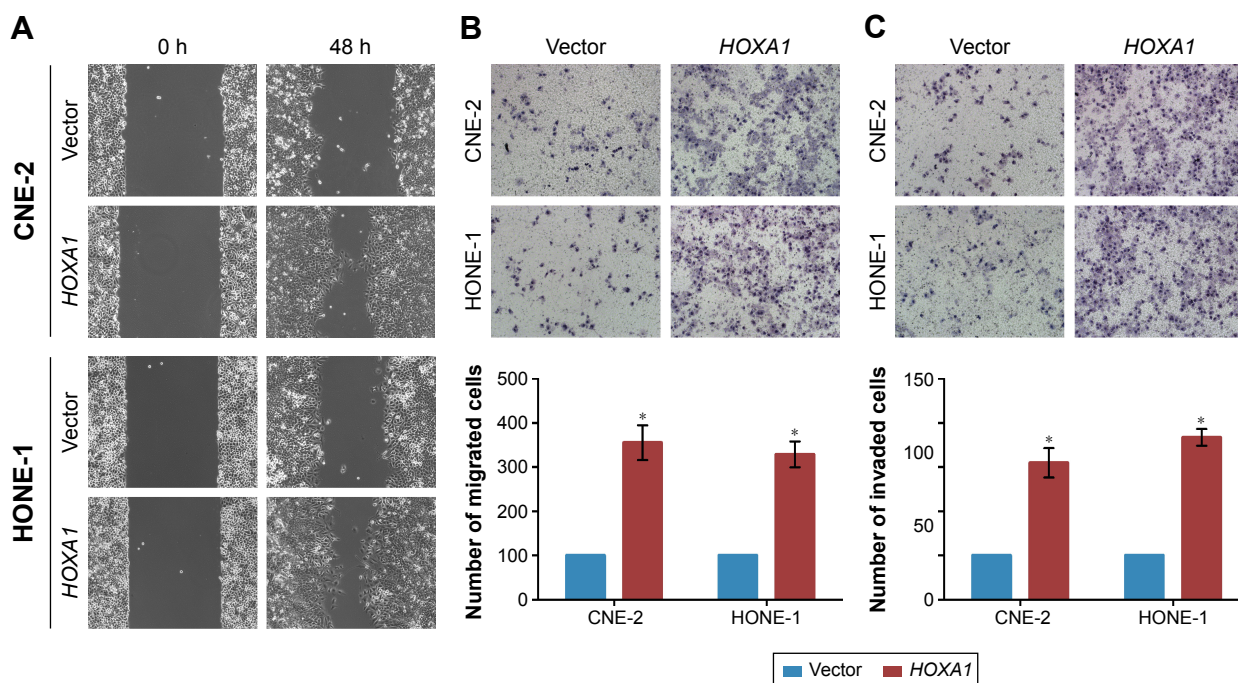 A
0 h
48 h
CNE-2
Vector
HOXA1
HONE-1
Vector
HOXA1
B
Vector
HOXA1
CNE-2
HONE-1
Number of migrated cells
500
400
300
200
100
0
*
*
CNE-2
HONE-1
C
Vector
HOXA1
CNE-2
HONE-1
Number of invaded cells
150
100
50
0
*
*
CNE-2
HONE-1
Vector
HOXA1